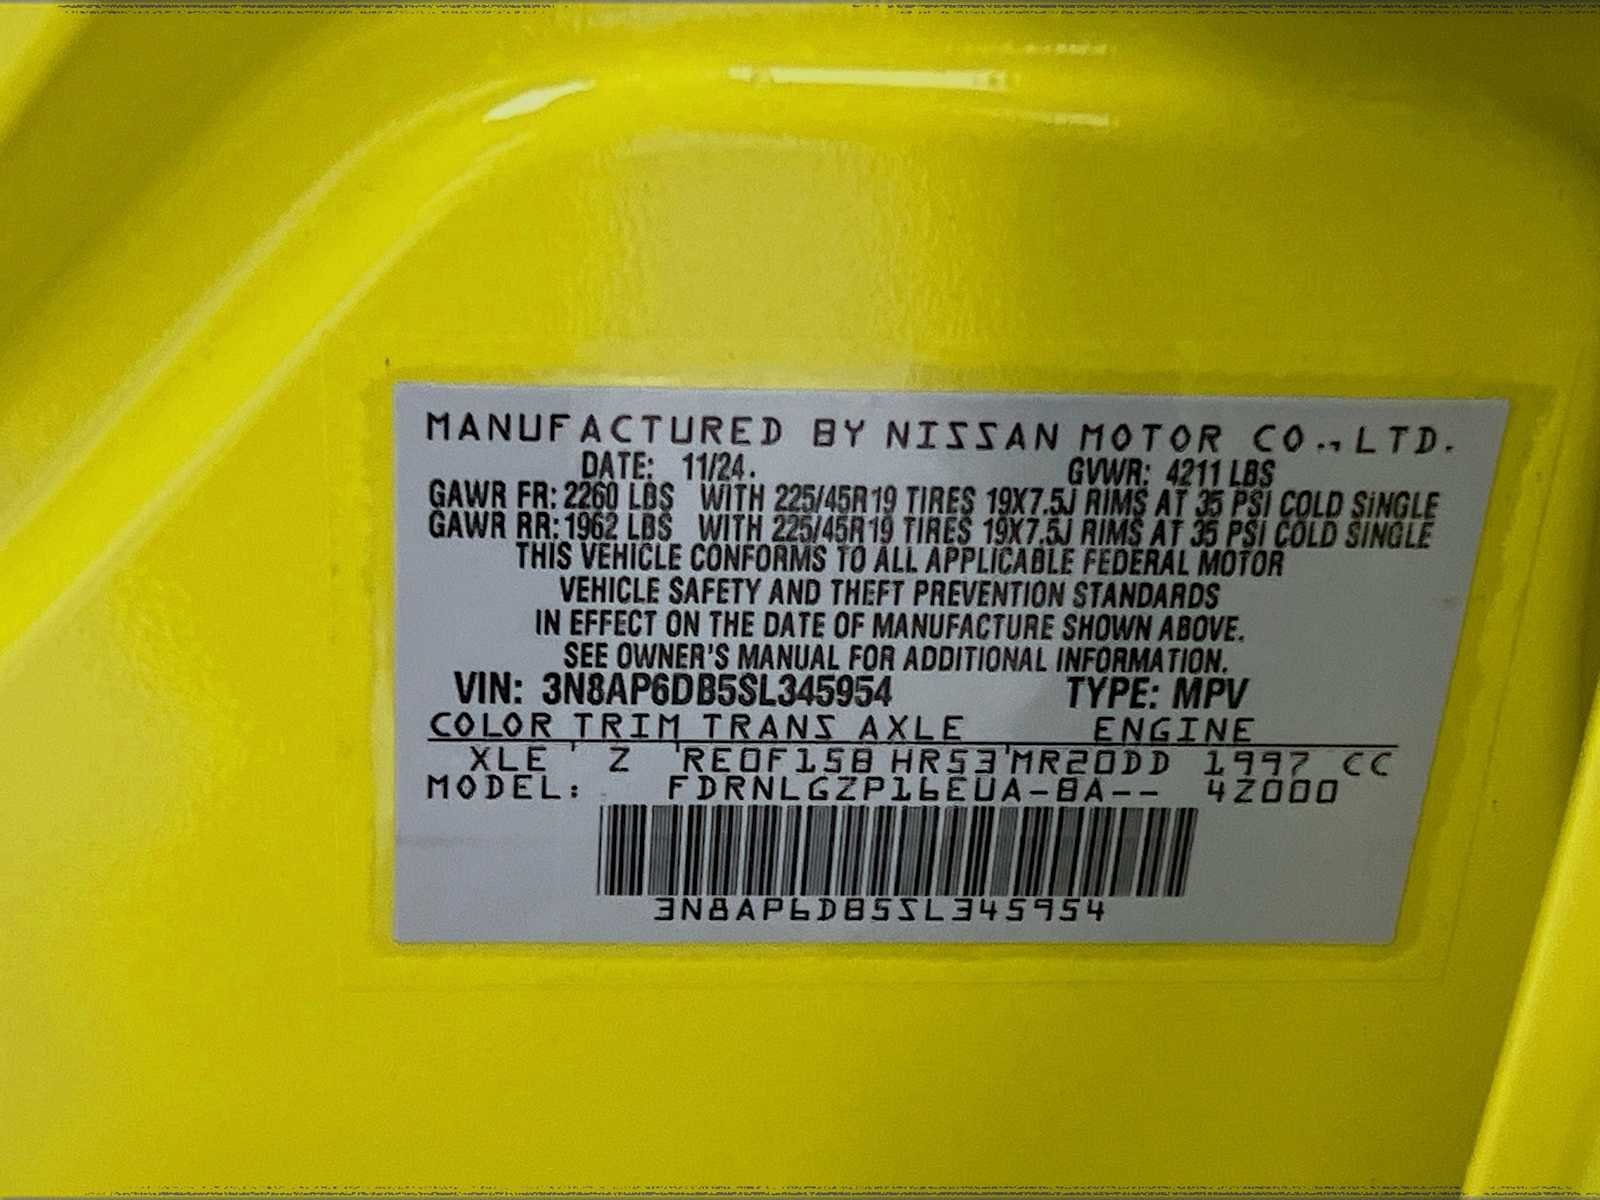 MANUFACTURED BY NISSAN MOTOR CO., LTD.
DATE: 11/24. GVWR: 4211 LBS
GAWR FR: 2260 LBS WITH 225/45R19 TIRES 19X7.5J RIMS AT 35 PSI COLD SINGLE
GAWR RR: 1962 LBS WITH 225/45R19 TIRES 19X7.5J RIMS AT 35 PSI COLD SINGLE
THIS VEHICLE CONFORMS TO ALL APPLICABLE FEDERAL MOTOR
VEHICLE SAFETY AND THEFT PREVENTION STANDARDS
IN EFFECT ON THE DATE OF MANUFACTURE SHOWN ABOVE.
SEE OWNER'S MANUAL FOR ADDITIONAL INFORMATION.
VIN: 3N8AP6DB5SL345954 TYPE: MPV
COLOR TRIM TRANS AXLE ENGINE
XLE Z RE0F15B HR53 MR20DD 1997 CC
MODEL: FDRNLGZP16EUA-BA-- 4Z000
3N8AP6DB5SL345954